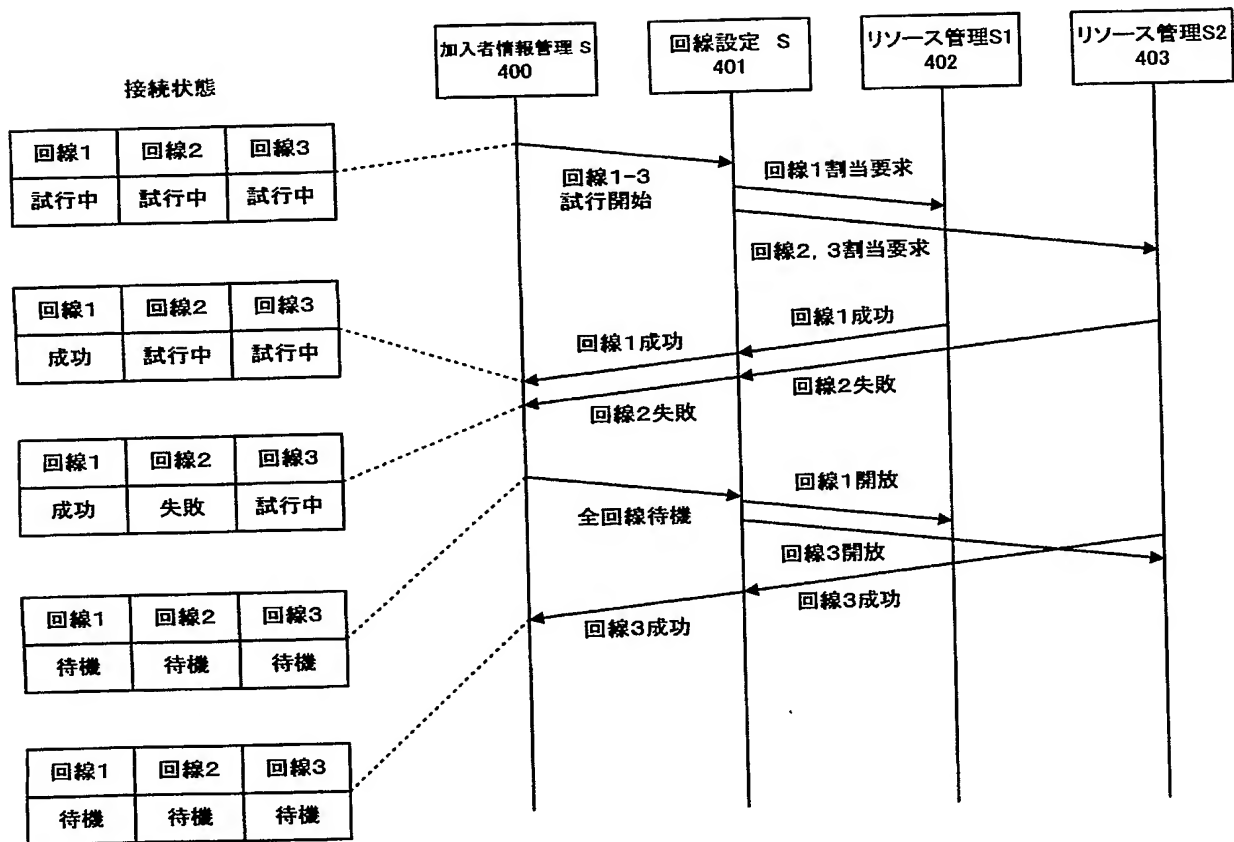 加入者情報管理 S
400
回線設定 S
401
リソース管理S1
402
リソース管理S2
403
接続状態
回線1 回線2 回線3
試行中 試行中 試行中
回線1-3
試行開始
回線1割当要求
回線2, 3割当要求
回線1 回線2 回線3
成功 試行中 試行中
回線1成功
回線1成功
回線2失敗
回線2失敗
回線1 回線2 回線3
成功 失敗 試行中
回線1開放
全回線待機
回線3開放
回線3成功
回線3成功
回線1 回線2 回線3
待機 待機 待機
回線1 回線2 回線3
待機 待機 待機